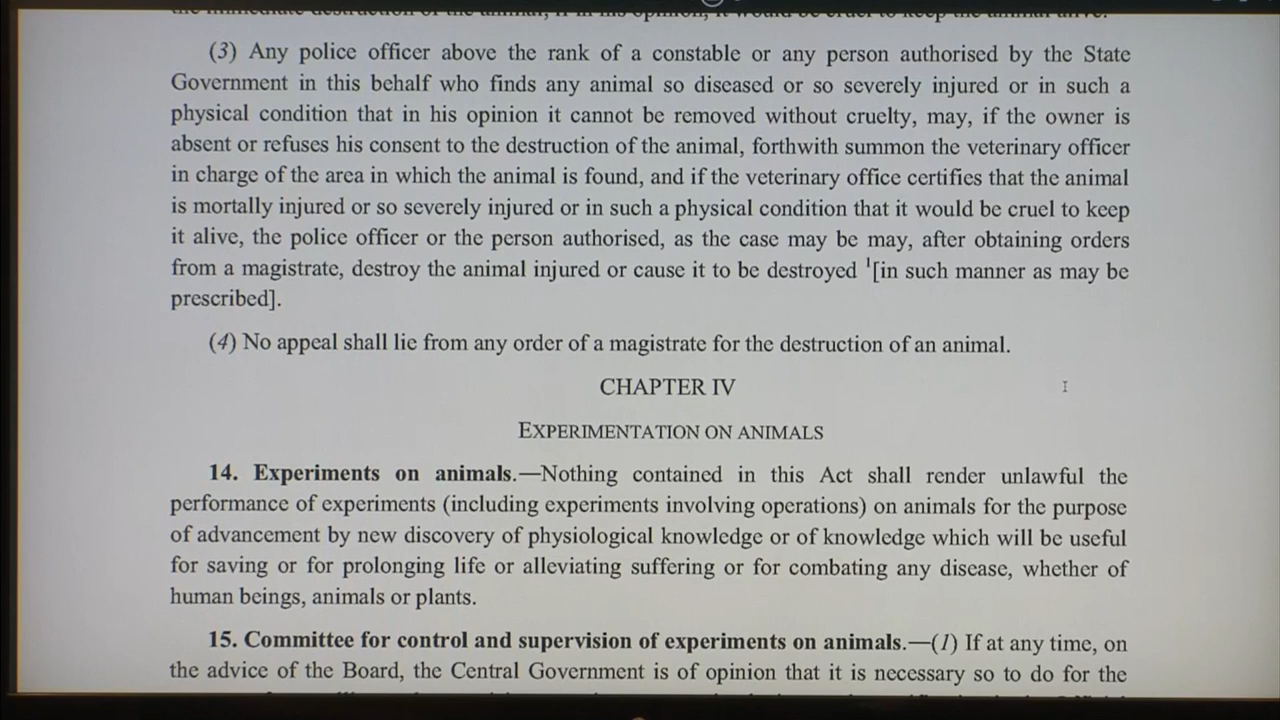 (3) Any police officer above the rank of a constable or any person authorised by the State
Government in this behalf who finds any animal so diseased or so severely injured or in such a
physical condition that in his opinion it cannot be removed without cruelty, may, if the owner is
absent or refuses his consent to the destruction of the animal, forthwith summon the veterinary officer
in charge of the area in which the animal is found, and if the veterinary office certifies that the animal
is mortally injured or so severely injured or in such a physical condition that it would be cruel to keep
it alive, the police officer or the person authorised, as the case may be may, after obtaining orders
from a magistrate, destroy the animal injured or cause it to be destroyed ¹[in such manner as may be
prescribed].
(4) No appeal shall lie from any order of a magistrate for the destruction of an animal.
CHAPTER IV
EXPERIMENTATION ON ANIMALS
14. Experiments on animals.—Nothing contained in this Act shall render unlawful the
performance of experiments (including experiments involving operations) on animals for the purpose
of advancement by new discovery of physiological knowledge or of knowledge which will be useful
for saving or for prolonging life or alleviating suffering or for combating any disease, whether of
human beings, animals or plants.
15. Committee for control and supervision of experiments on animals.—(1) If at any time, on
the advice of the Board, the Central Government is of opinion that it is necessary so to do for the